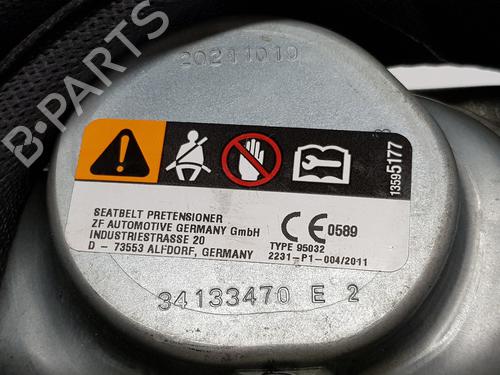 20211010
B-PARTS
13595177
SEATBELT PRETENSIONER
ZF AUTOMOTIVE GERMANY GmbH
INDUSTRIESTRASSE 20
D - 73553 ALFDORF, GERMANY
CE 0589
TYPE 95032
2231-P1-004/2011
34133470 E 2